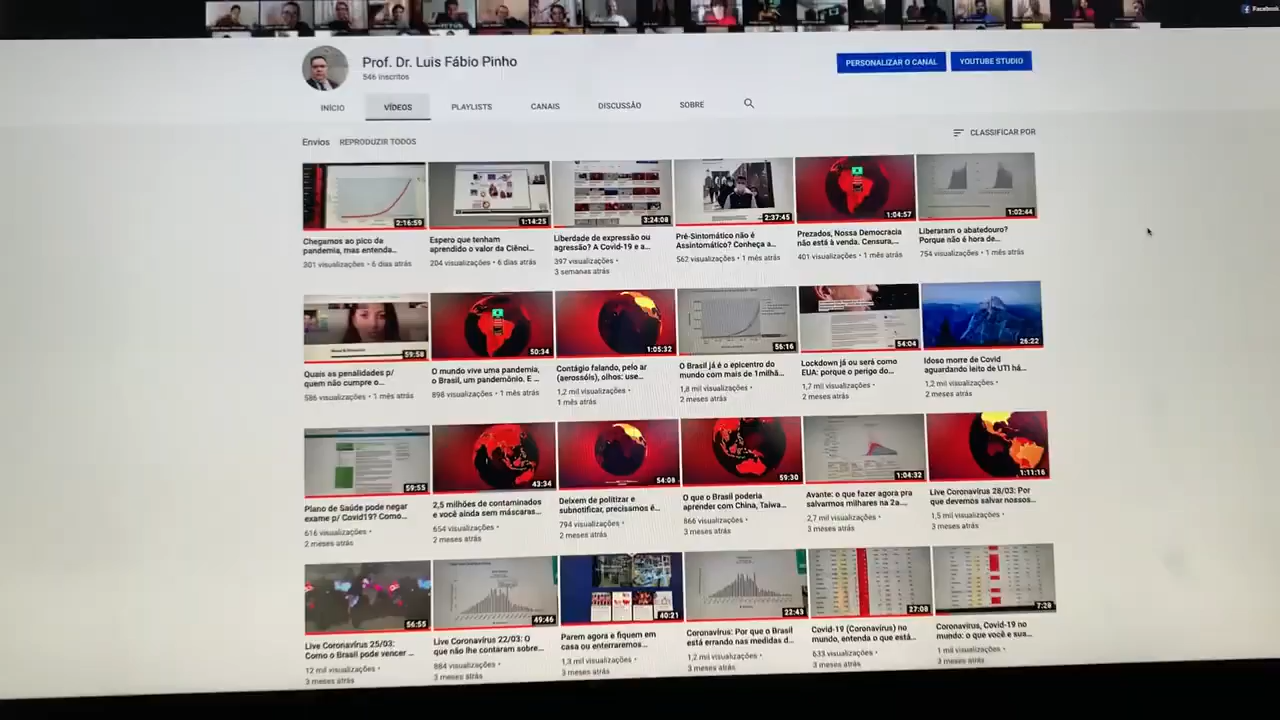 Facebook
Prof. Dr. Luis Fábio Pinho
546 inscritos
PERSONALIZAR O CANAL
YOUTUBE STUDIO
INÍCIO
VÍDEOS
PLAYLISTS
CANAIS
DISCUSSÃO
SOBRE
Envios
REPRODUZIR TODOS
CLASSIFICAR POR
2:16:59
1:14:25
3:24:08
2:37:45
1:04:57
1:02:44
Chegamos ao pico da
pandemia, mas entenda...
301 visualizações • 6 dias atrás
Espero que tenham
aprendido o valor da Ciênci...
204 visualizações • 6 dias atrás
Liberdade de expressão ou
agressão? A Covid-19 e a...
397 visualizações •
3 semanas atrás
Pré-Sintomático não é
Assintomático? Conheça a...
562 visualizações • 1 mês atrás
Prezados, Nossa Democracia
não está à venda. Censura,...
401 visualizações • 1 mês atrás
Liberaram o abatedouro?
Porque não é hora de...
754 visualizações • 1 mês atrás
59:58
50:34
1:05:32
56:16
54:04
26:22
Quais as penalidades p/
quem não cumpre o...
586 visualizações • 1 mês atrás
O mundo vive uma pandemia,
o Brasil, um pandemônio. E ...
898 visualizações • 1 mês atrás
Contágio falando, pelo ar
(aerossóis), olhos: use...
1,2 mil visualizações •
1 mês atrás
O Brasil já é o epicentro do
mundo com mais de 1milhã...
1,8 mil visualizações •
2 meses atrás
Lockdown já ou será como
EUA: porque o perigo do...
1,7 mil visualizações •
2 meses atrás
Idoso morre de Covid
aguardando leito de UTI há...
1,2 mil visualizações •
2 meses atrás
59:55
43:34
54:08
59:30
1:04:32
1:11:16
Plano de Saúde pode negar
exame p/ Covid19? Como...
616 visualizações •
2 meses atrás
2,5 milhões de contaminados
e você ainda sem máscaras...
654 visualizações •
2 meses atrás
Deixem de politizar e
subnotificar, precisamos é...
794 visualizações •
2 meses atrás
O que o Brasil poderia
aprender com China, Taiwa...
866 visualizações •
3 meses atrás
Avante: o que fazer agora pra
salvarmos milhares na 2a...
2,7 mil visualizações •
3 meses atrás
Live Coronavírus 28/03: Por
que devemos salvar nossos...
1,5 mil visualizações •
3 meses atrás
56:55
49:46
40:21
22:43
27:08
7:28
Live Coronavírus 25/03:
Como o Brasil pode vencer ...
12 mil visualizações •
3 meses atrás
Live Coronavírus 22/03: O
que não lhe contaram sobre...
884 visualizações •
3 meses atrás
Parem agora e fiquem em
casa ou enterraremos...
1,3 mil visualizações •
3 meses atrás
Coronavírus: Por que o Brasil
está errando nas medidas d...
1,2 mil visualizações •
3 meses atrás
Covid-19 (Coronavírus) no
mundo, entenda o que está...
633 visualizações •
3 meses atrás
Coronavírus, Covid-19 no
mundo: o que você e sua...
1 mil visualizações •
3 meses atrás